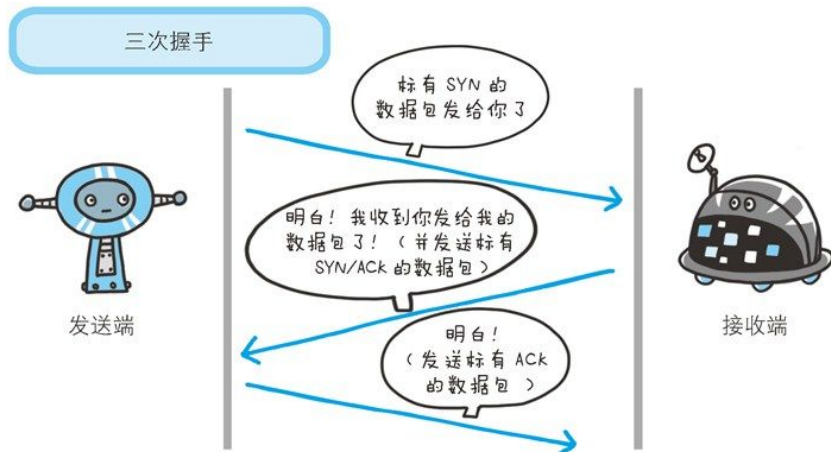 三次握手
标有 SYN 的
数据包发给你了
明白！我收到你发给我的
数据包了！（并发送标有
SYN/ACK 的数据包）
发送端
接收端
明白！
（发送标有 ACK
的数据包）